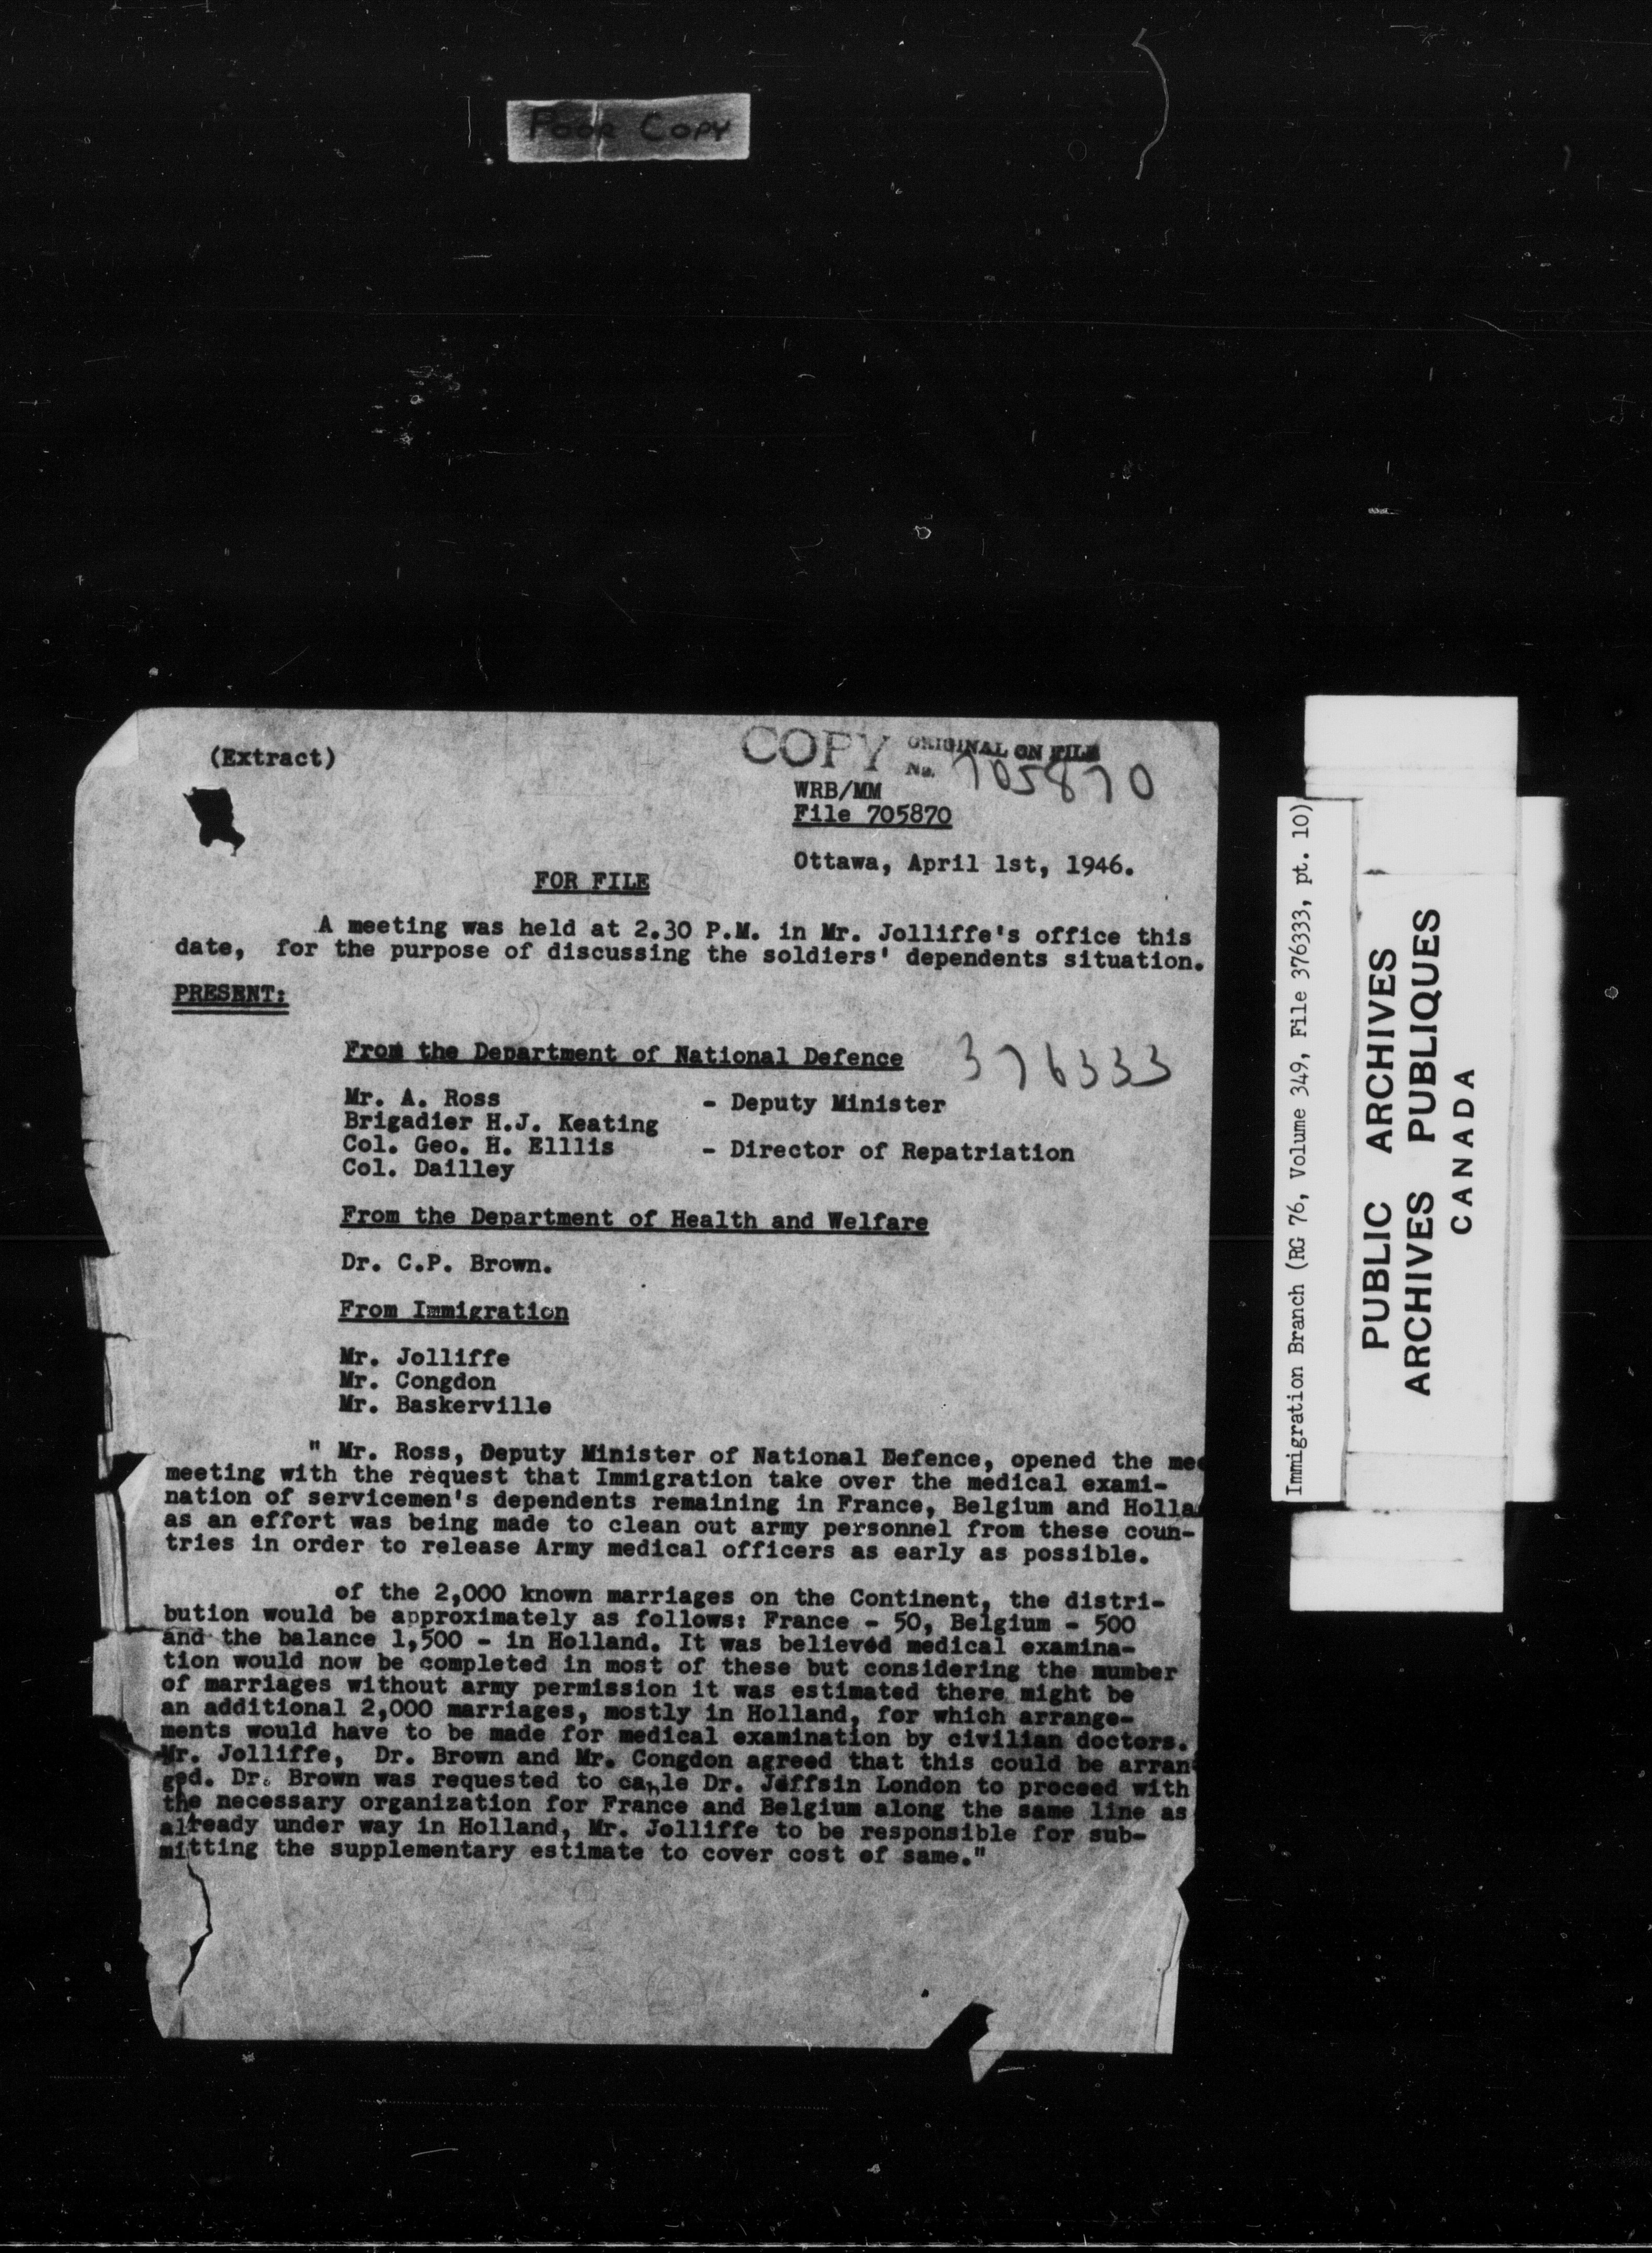 POOR COPY
(Extract)
COPY ORIGINAL ON FILE
No. 705870
WRB/MM
File 705870
Ottawa, April 1st, 1946.
FOR FILE
A meeting was held at 2.30 P.M. in Mr. Jolliffe's office this
date, for the purpose of discussing the soldiers' dependents situation.
PRESENT:
From the Department of National Defence 376333
Mr. A. Ross - Deputy Minister
Brigadier H.J. Keating
Col. Geo. H. Elllis - Director of Repatriation
Col. Dailley
From the Department of Health and Welfare
Dr. C.P. Brown.
From Immigration
Mr. Jolliffe
Mr. Congdon
Mr. Baskerville
" Mr. Ross, Deputy Minister of National Defence, opened the mee
meeting with the request that Immigration take over the medical exami-
nation of servicemen's dependents remaining in France, Belgium and Holla
as an effort was being made to clean out army personnel from these coun-
tries in order to release Army medical officers as early as possible.
of the 2,000 known marriages on the Continent, the distri-
bution would be approximately as follows: France - 50, Belgium - 500
and the balance 1,500 - in Holland. It was believed medical examina-
tion would now be completed in most of these but considering the number
of marriages without army permission it was estimated there might be
an additional 2,000 marriages, mostly in Holland, for which arrange-
ments would have to be made for medical examination by civilian doctors.
Mr. Jolliffe, Dr. Brown and Mr. Congdon agreed that this could be arran
ged. Dr. Brown was requested to cable Dr. Jeffsin London to proceed with
the necessary organization for France and Belgium along the same line as
already under way in Holland, Mr. Jolliffe to be responsible for sub-
mitting the supplementary estimate to cover cost of same."
Immigration Branch (RG 76, Volume 349, File 376333, pt. 10)
PUBLIC ARCHIVES
ARCHIVES PUBLIQUES
CANADA